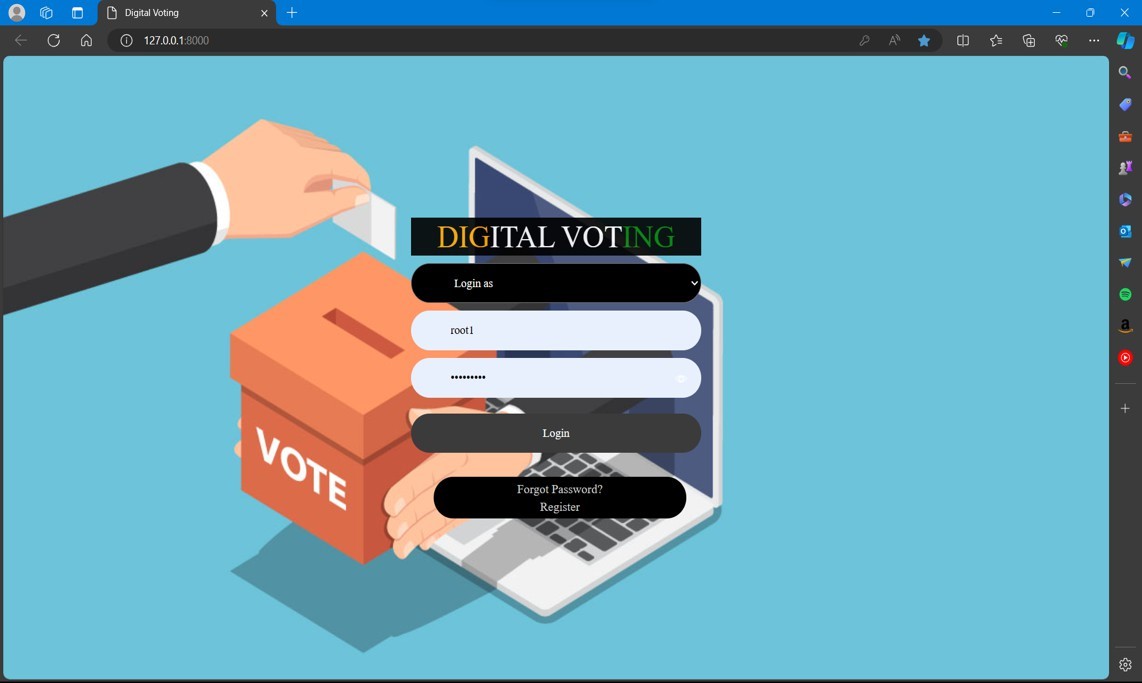 Digital Voting
127.0.0.1:8000
DIGITAL VOTING
Login as
root1
•••••••••
Login
Forgot Password?
Register
VOTE